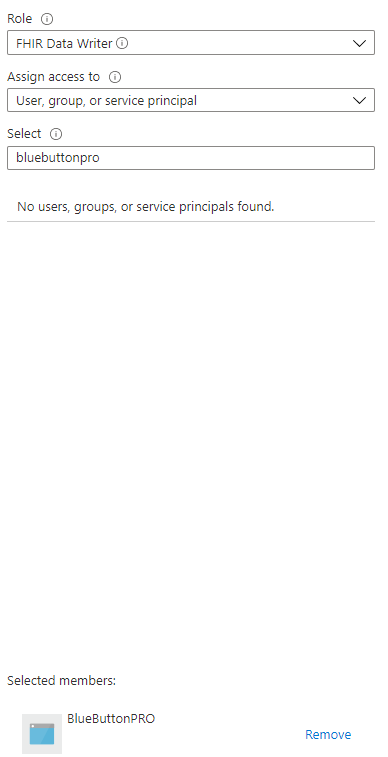 Role
FHIR Data Writer
Assign access to
User, group, or service principal
Select
bluebuttonpro
No users, groups, or service principals found.
Selected members:
BlueButtonPRO
Remove